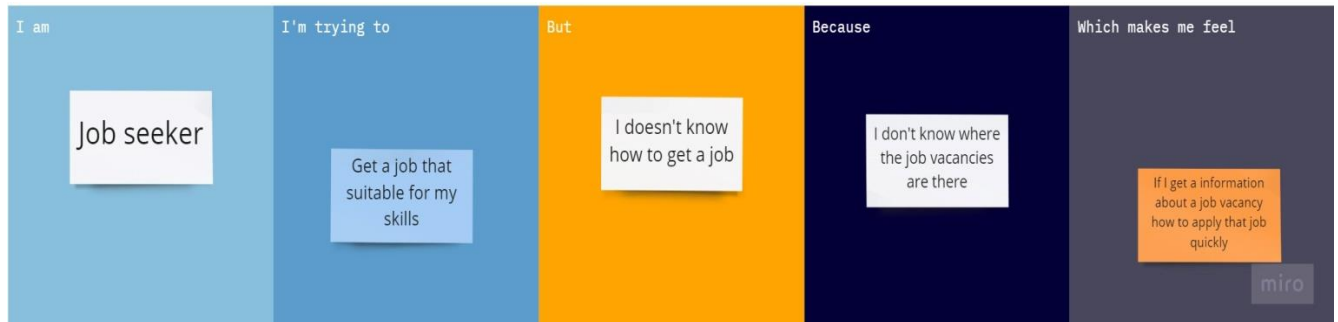 I am
Job seeker
I'm trying to
Get a job that
suitable for my
skills
But
I doesn't know
how to get a job
Because
I don't know where
the job vacancies
are there
Which makes me feel
If I get a information
about a job vacancy
how to apply that job
quickly
miro